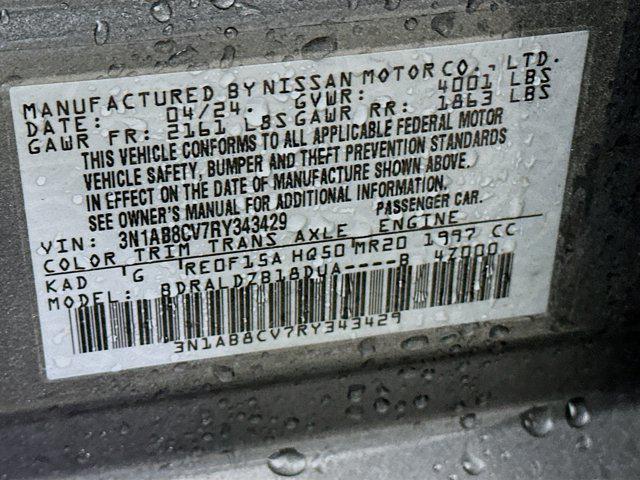 MANUFACTURED BY NISSAN MOTOR CO., LTD.
DATE: 04/24. GVWR: 4001 LBS
GAWR FR: 2161 LBS GAWR RR: 1863 LBS
THIS VEHICLE CONFORMS TO ALL APPLICABLE FEDERAL MOTOR
VEHICLE SAFETY, BUMPER AND THEFT PREVENTION STANDARDS
IN EFFECT ON THE DATE OF MANUFACTURE SHOWN ABOVE.
SEE OWNER'S MANUAL FOR ADDITIONAL INFORMATION.
VIN: 3N1AB8CV7RY343429 PASSENGER CAR.
COLOR TRIM TRANS AXLE ENGINE
KAD G RE0F15A HQ50 MR20 1997 CC
MODEL: BDRALDZB18DUA----B 4Z000
3N1AB8CV7RY343429